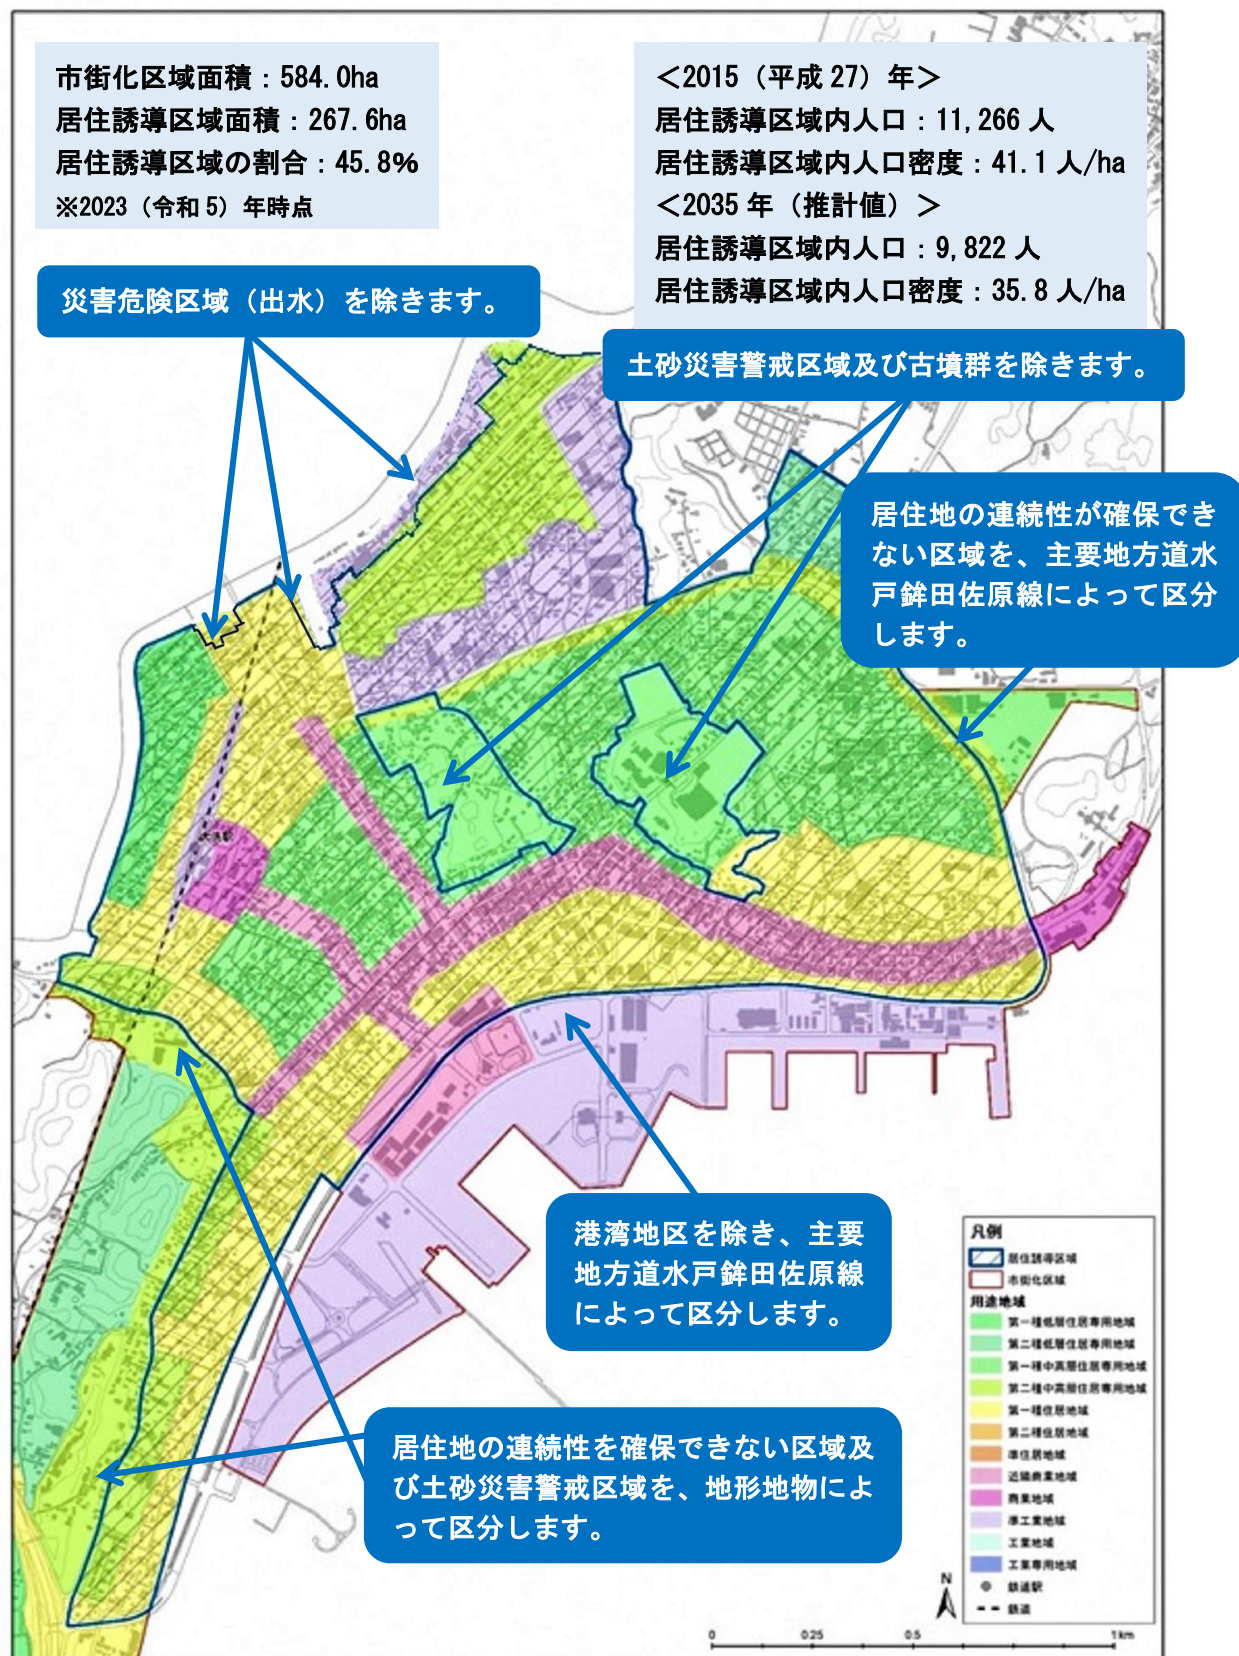 市街化区域面積：584.0ha
居住誘導区域面積：267.6ha
居住誘導区域の割合：45.8%
※2023（令和5）年時点
＜2015（平成27）年＞
居住誘導区域内人口：11,266人
居住誘導区域内人口密度：41.1人/ha
＜2035年（推計値）＞
居住誘導区域内人口：9,822人
居住誘導区域内人口密度：35.8人/ha
災害危険区域（出水）を除きます。
土砂災害警戒区域及び古墳群を除きます。
居住地の連続性が確保でき
ない区域を、主要地方道水
戸鉾田佐原線によって区分
します。
大洗駅
港湾地区を除き、主要
地方道水戸鉾田佐原線
によって区分します。
居住地の連続性を確保できない区域及
び土砂災害警戒区域を、地形地物によ
って区分します。
凡例
居住誘導区域
市街化区域
用途地域
第一種低層住居専用地域
第二種低層住居専用地域
第一種中高層住居専用地域
第二種中高層住居専用地域
第一種住居地域
第二種住居地域
準住居地域
近隣商業地域
商業地域
準工業地域
工業地域
工業専用地域
鉄道駅
鉄道
N
0 0.25 0.5 1km